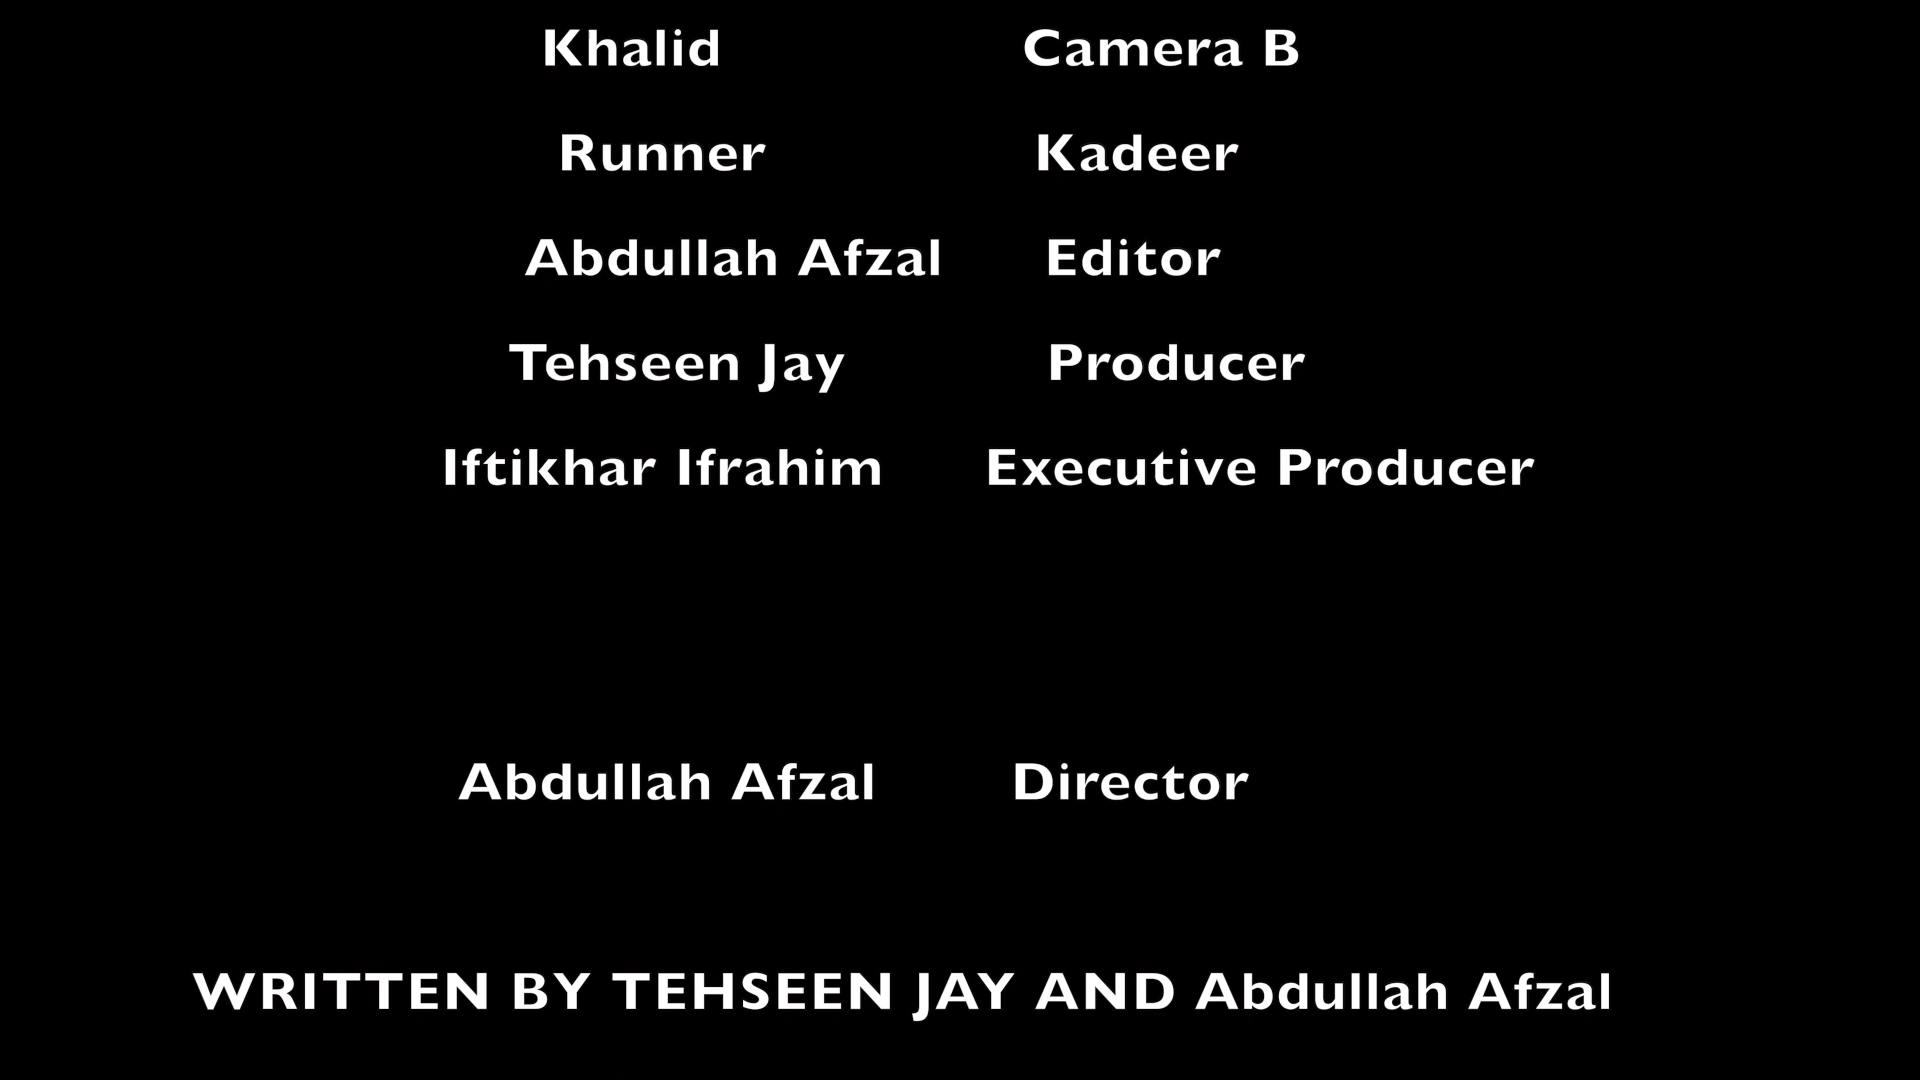 Khalid Camera B
Runner Kadeer
Abdullah Afzal Editor
Tehseen Jay Producer
Iftikhar Ifrahim Executive Producer
Abdullah Afzal Director
WRITTEN BY TEHSEEN JAY AND Abdullah Afzal